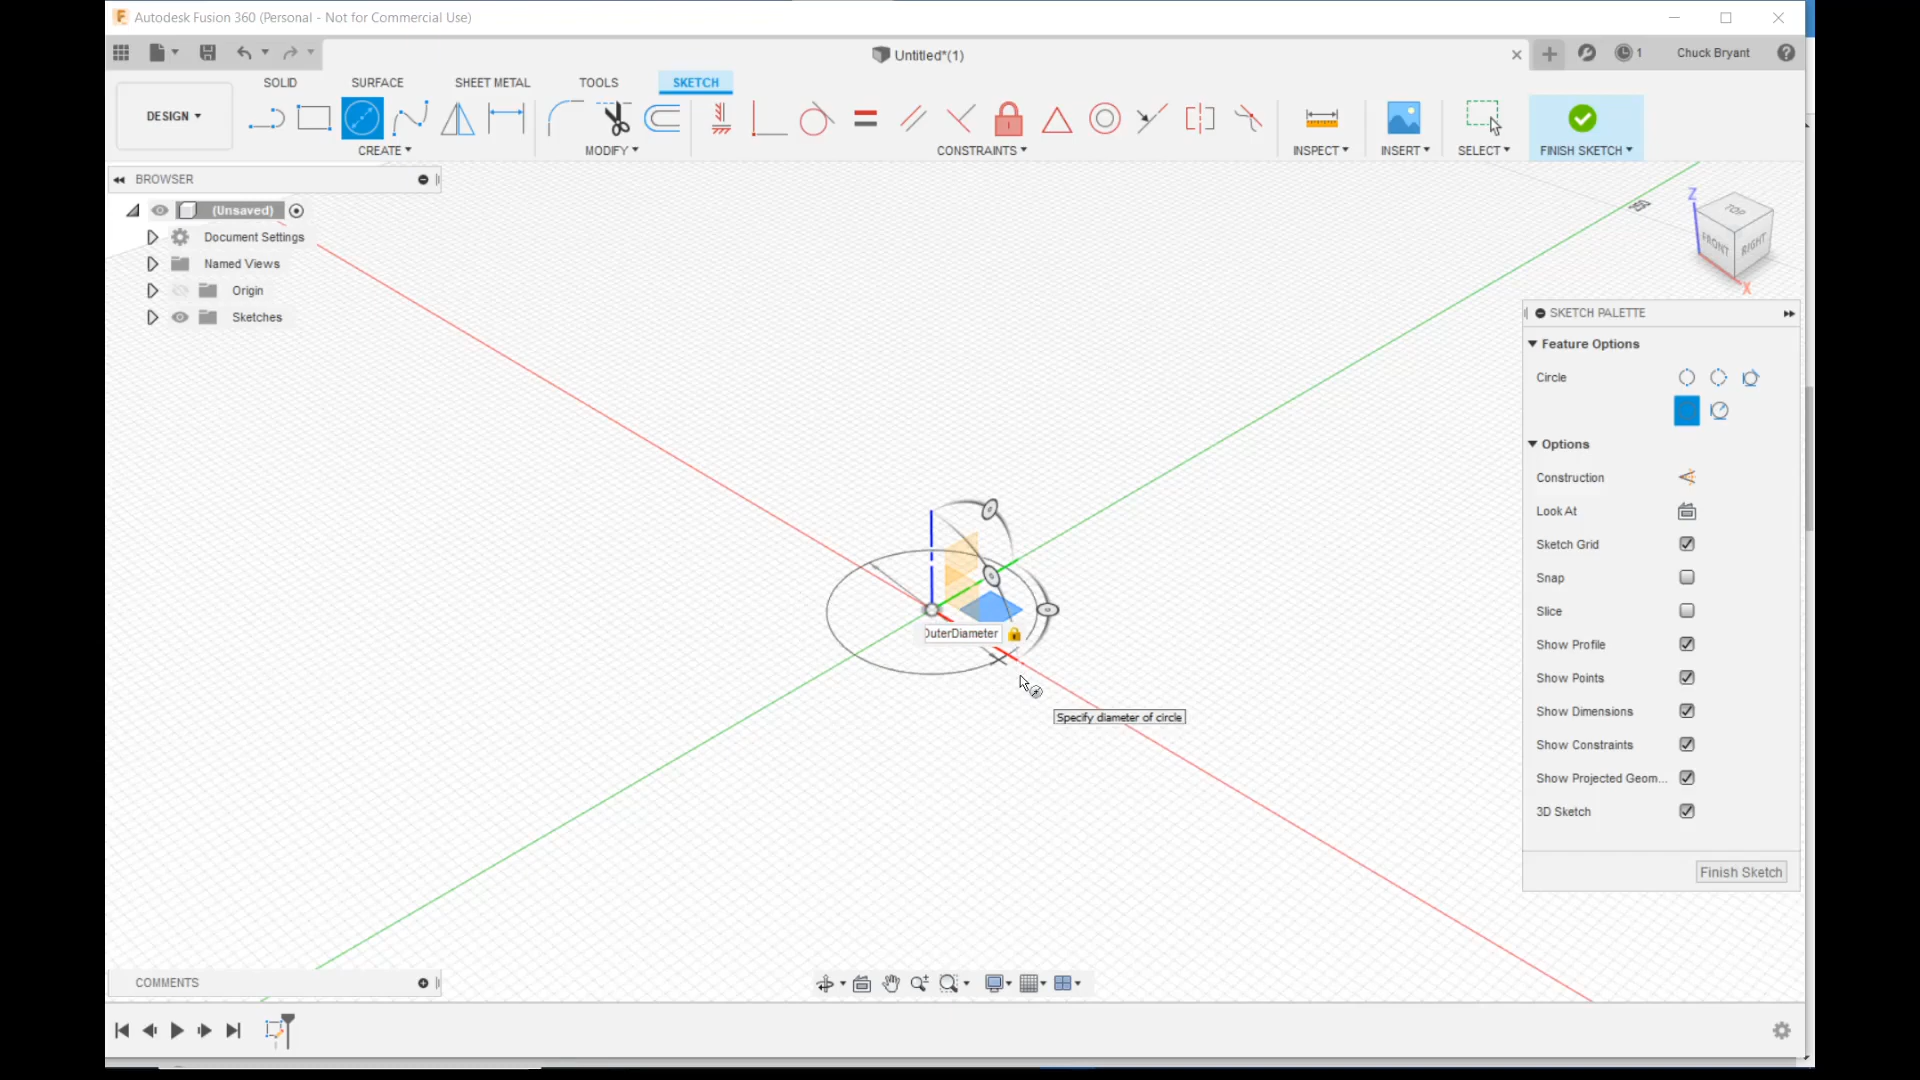 Autodesk Fusion 360 (Personal - Not for Commercial Use)
Untitled*(1)
1
Chuck Bryant
SOLID
SURFACE
SHEET METAL
TOOLS
SKETCH
DESIGN
CREATE
MODIFY
CONSTRAINTS
INSPECT
INSERT
SELECT
FINISH SKETCH
BROWSER
(Unsaved)
Document Settings
Named Views
Origin
Sketches
Z
TOP
FRONT
RIGHT
X
SKETCH PALETTE
Feature Options
Circle
Options
Construction
Look At
Sketch Grid
Snap
Slice
Show Profile
Show Points
Show Dimensions
Show Constraints
Show Projected Geom...
3D Sketch
Finish Sketch
OuterDiameter
Specify diameter of circle
COMMENTS